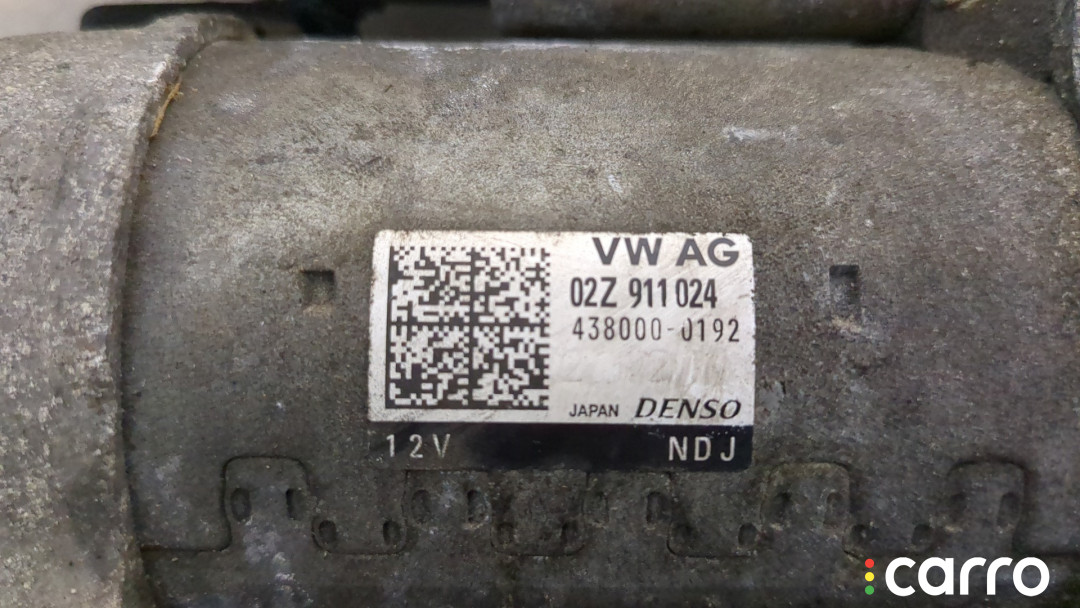 VW AG
02Z 911 024
438000-0192
JAPAN DENSO
12V NDJ
carro